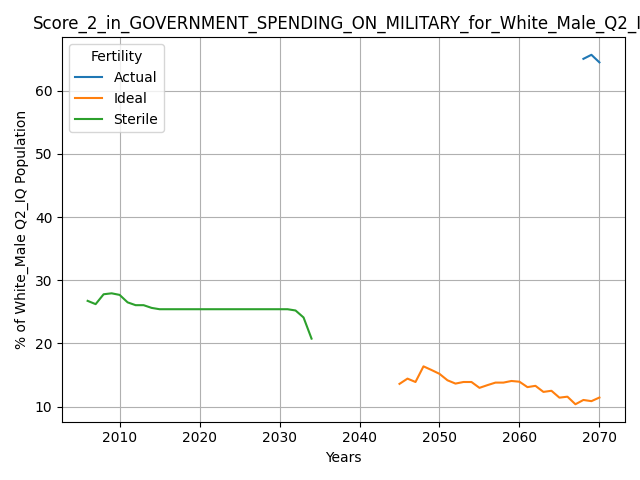 Score_2_in_GOVERNMENT_SPENDING_ON_MILITARY_for_White_Male_Q2_I
Fertility
Actual
Ideal
Sterile
% of White_Male Q2_IQ Population
60
50
40
30
20
10
2010 2020 2030 2040 2050 2060 2070
Years